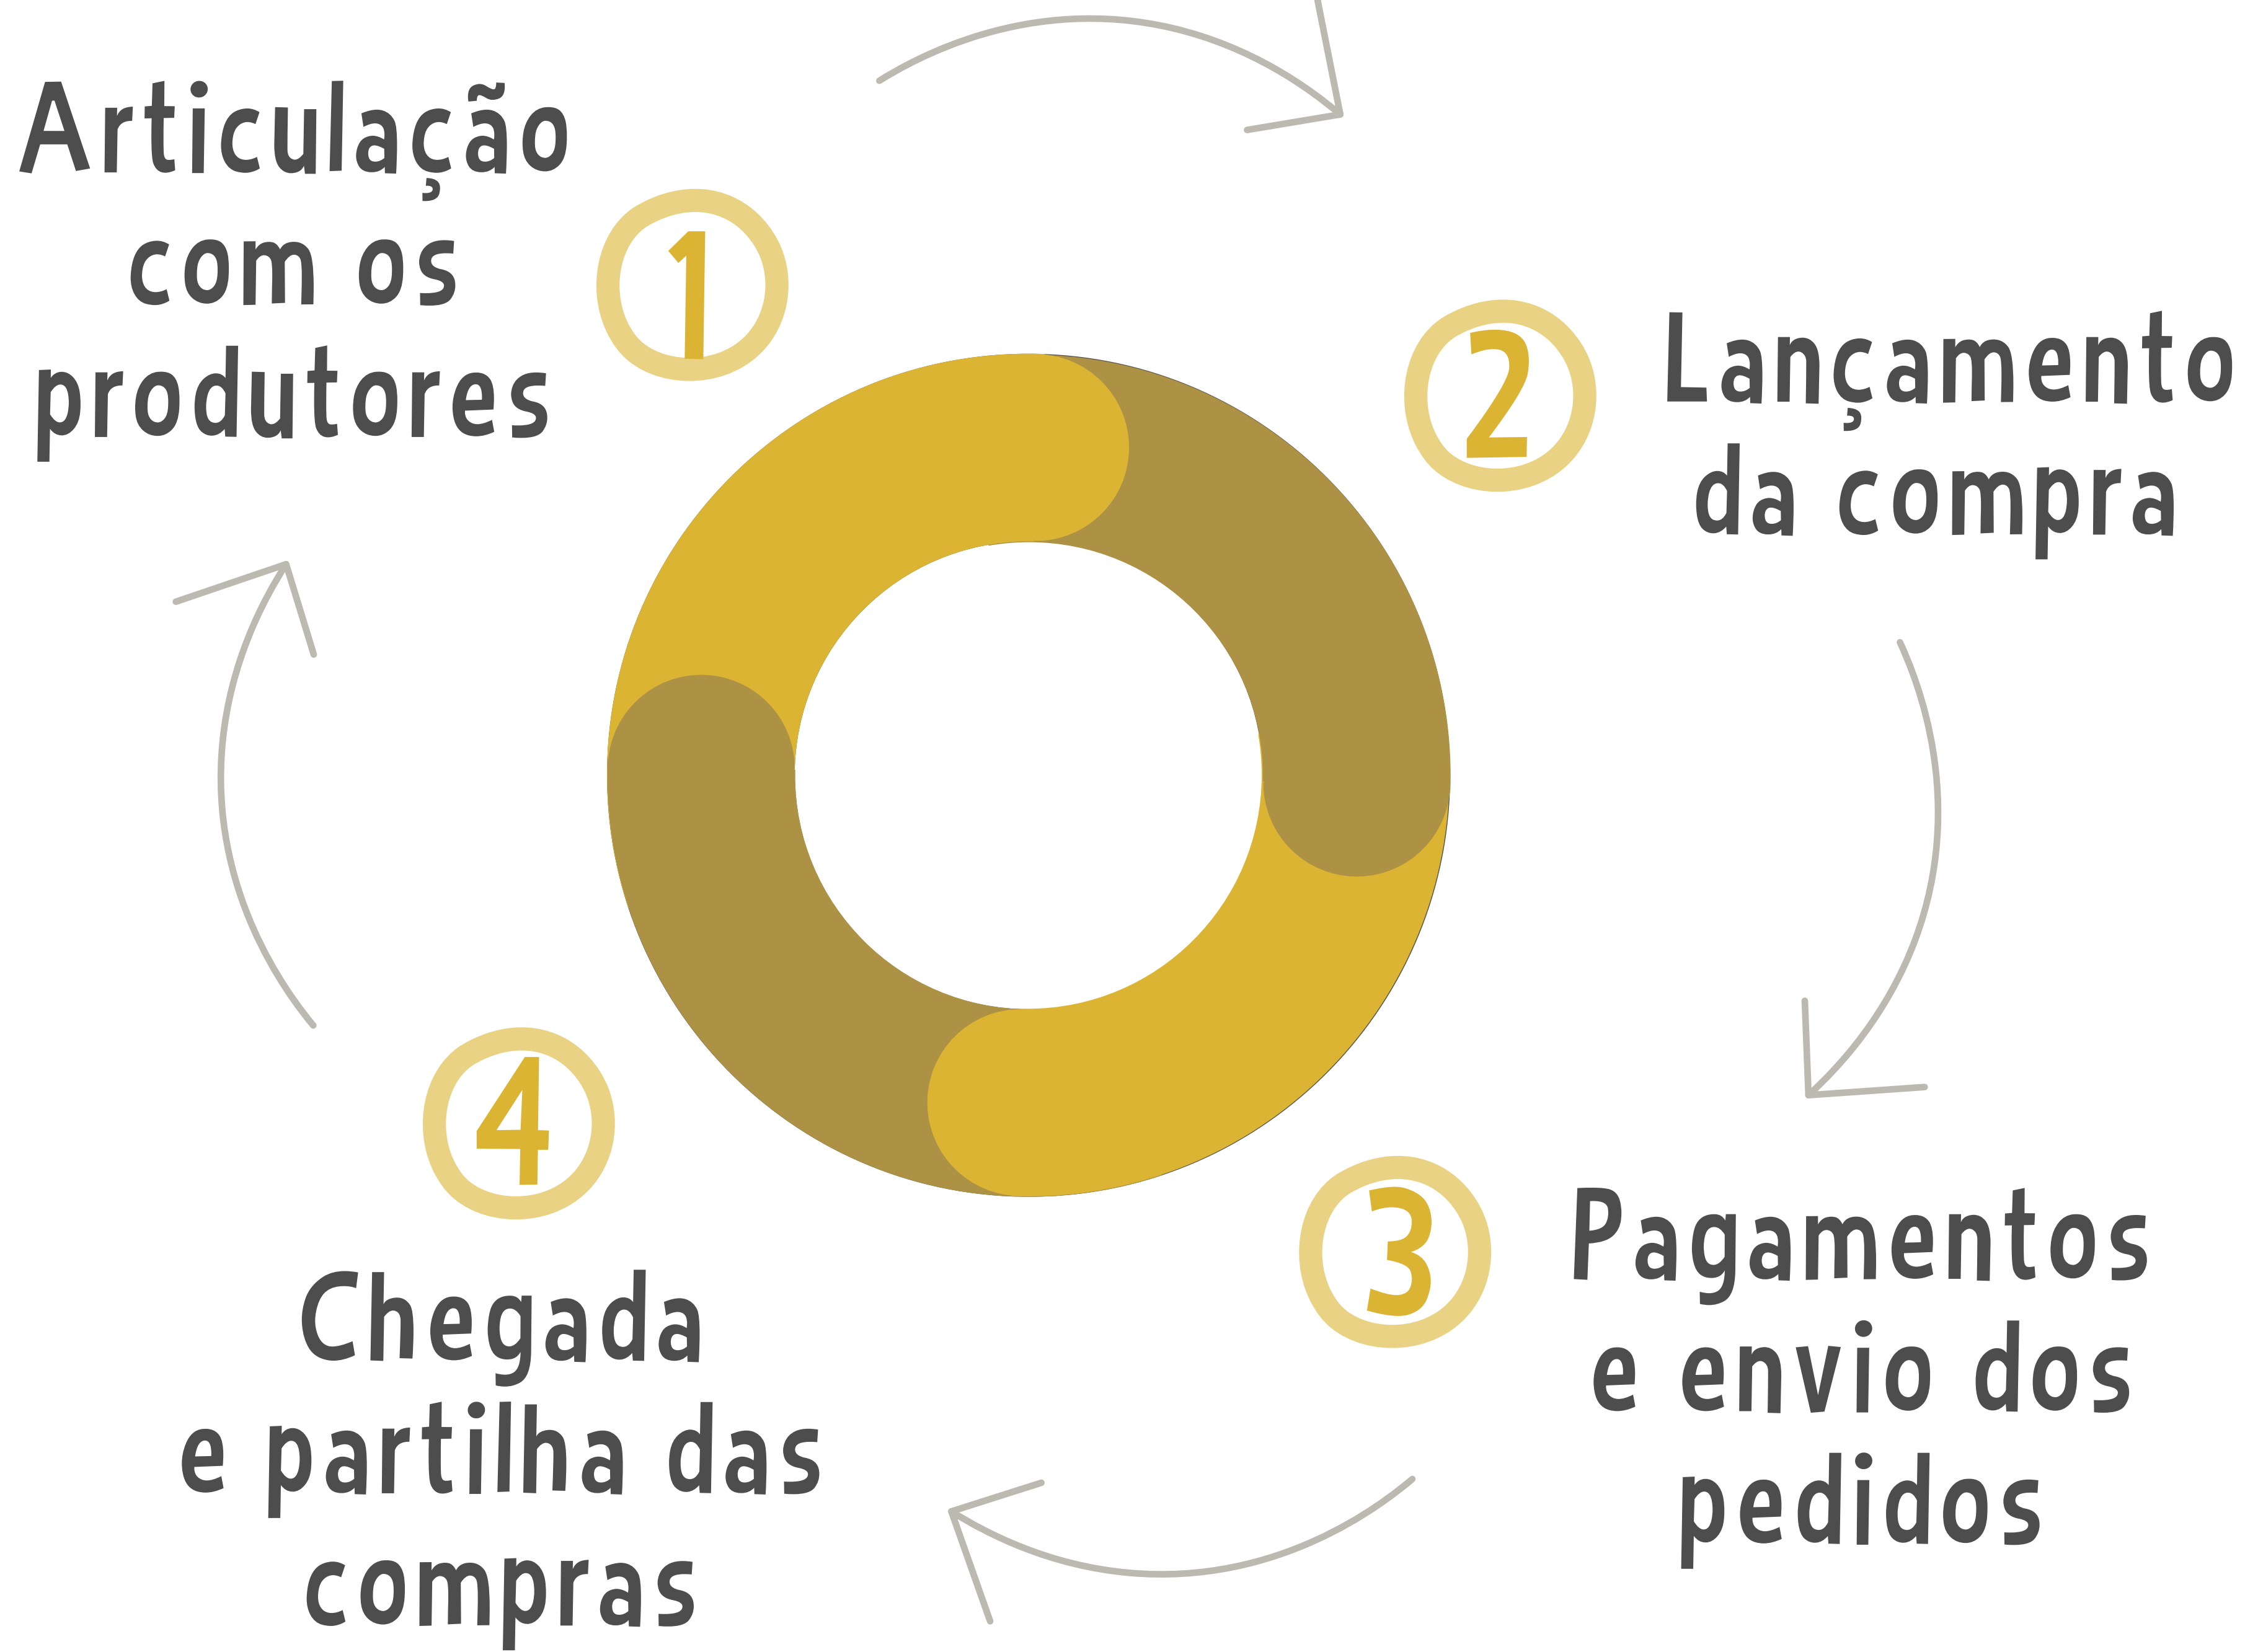 1
Articulação
com os
produtores
2
Lançamento
da compra
3
Pagamentos
e envio dos
pedidos
4
Chegada
e partilha das
compras